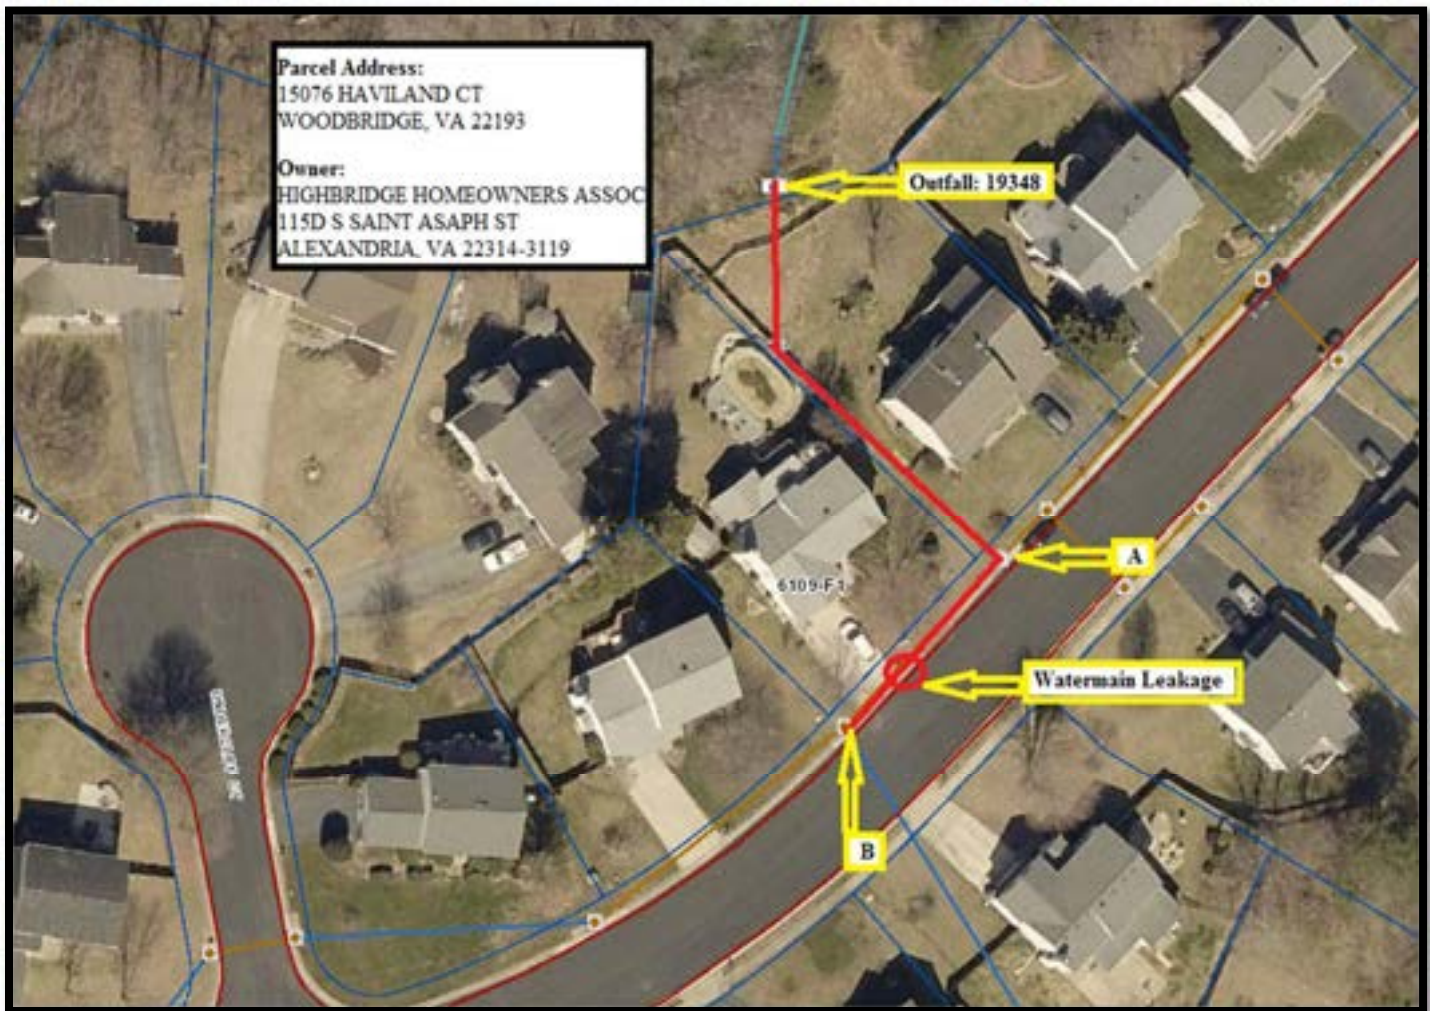 Parcel Address:
15076 HAVILAND CT
WOODBRIDGE, VA 22193
Owner:
HIGHBRIDGE HOMEOWNERS ASSOC
115D S SAINT ASAPH ST
ALEXANDRIA, VA 22314-3119
Outfall: 19348
A
6109-F1
Watermain Leakage
B